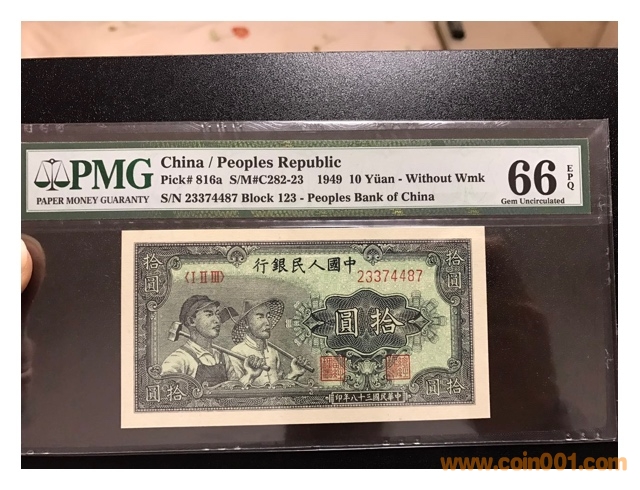 PMG
PAPER MONEY GUARANTY
China / Peoples Republic
Pick# 816a S/M#C282-23 1949 10 Yüan - Without Wmk
S/N 23374487 Block 123 - Peoples Bank of China
66
EPQ
Gem Uncirculated
行銀民人國中
〈I II III〉
23374487
拾圓
拾圓
圓拾
拾圓
拾圓
印年八十三國民華中
www.coin001.com